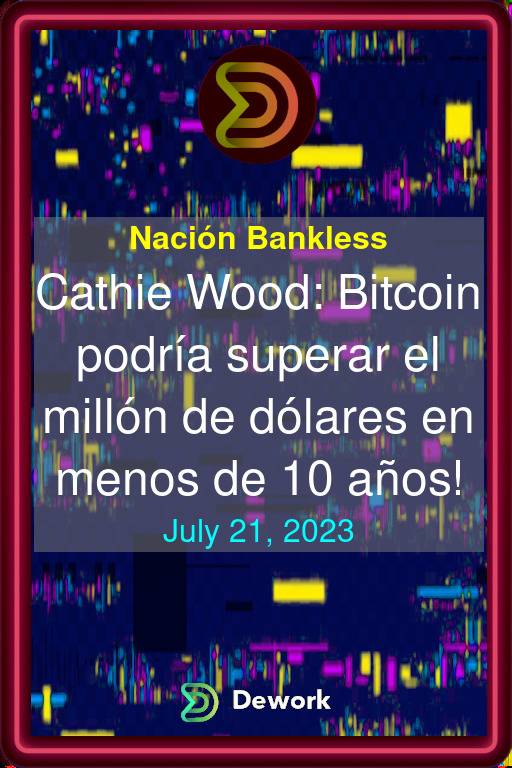 Nación Bankless
Cathie Wood: Bitcoin
podría superar el
millón de dólares en
menos de 10 años!
July 21, 2023
Dework